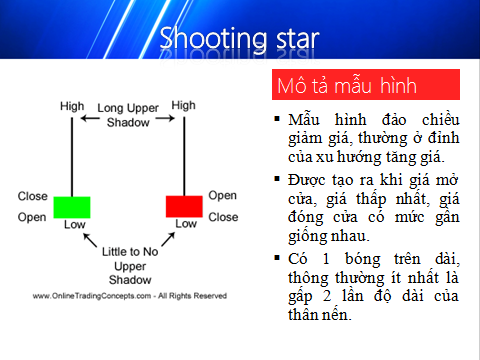 Shooting star
High
Long Upper
Shadow
High
Close
Open
Low
Open
Close
Low
Little to No
Upper
Shadow
www.OnlineTradingConcepts.com - All Rights Reserved
Mô tả mẫu hình
▪ Mẫu hình đảo chiều
giảm giá, thường ở đỉnh
của xu hướng tăng giá.
▪ Được tạo ra khi giá mở
cửa, giá thấp nhất, giá
đóng cửa có mức gần
giống nhau.
▪ Có 1 bóng trên dài,
thông thường ít nhất là
gấp 2 lần độ dài của
thân nến.